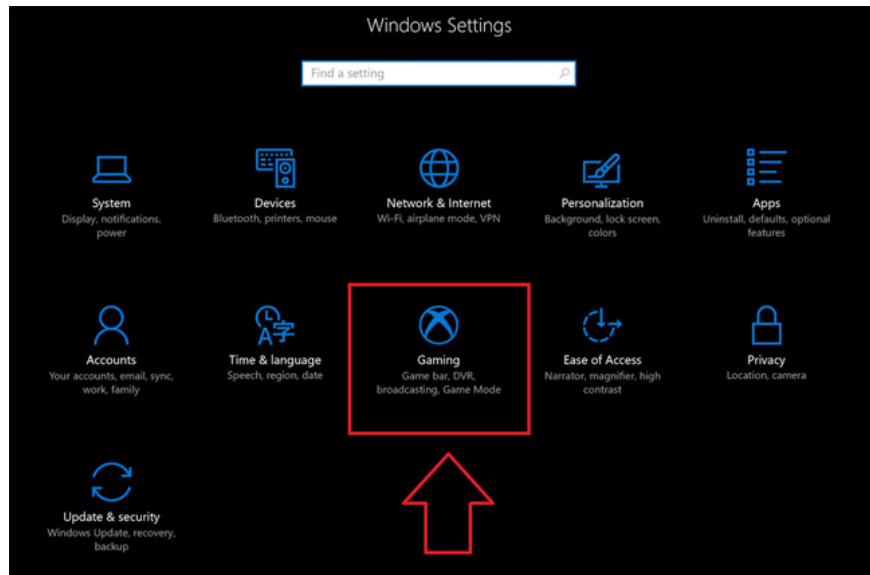 Windows Settings
Find a setting
System
Display, notifications,
power
Devices
Bluetooth, printers, mouse
Network & Internet
Wi-Fi, airplane mode, VPN
Personalization
Background, lock screen,
colors
Apps
Uninstall, defaults, optional
features
Accounts
Your accounts, email, sync,
work, family
A字
Time & language
Speech, region, date
Gaming
Game bar, DVR,
broadcasting, Game Mode
Ease of Access
Narrator, magnifier, high
contrast
Privacy
Location, camera
Update & security
Windows Update, recovery,
backup